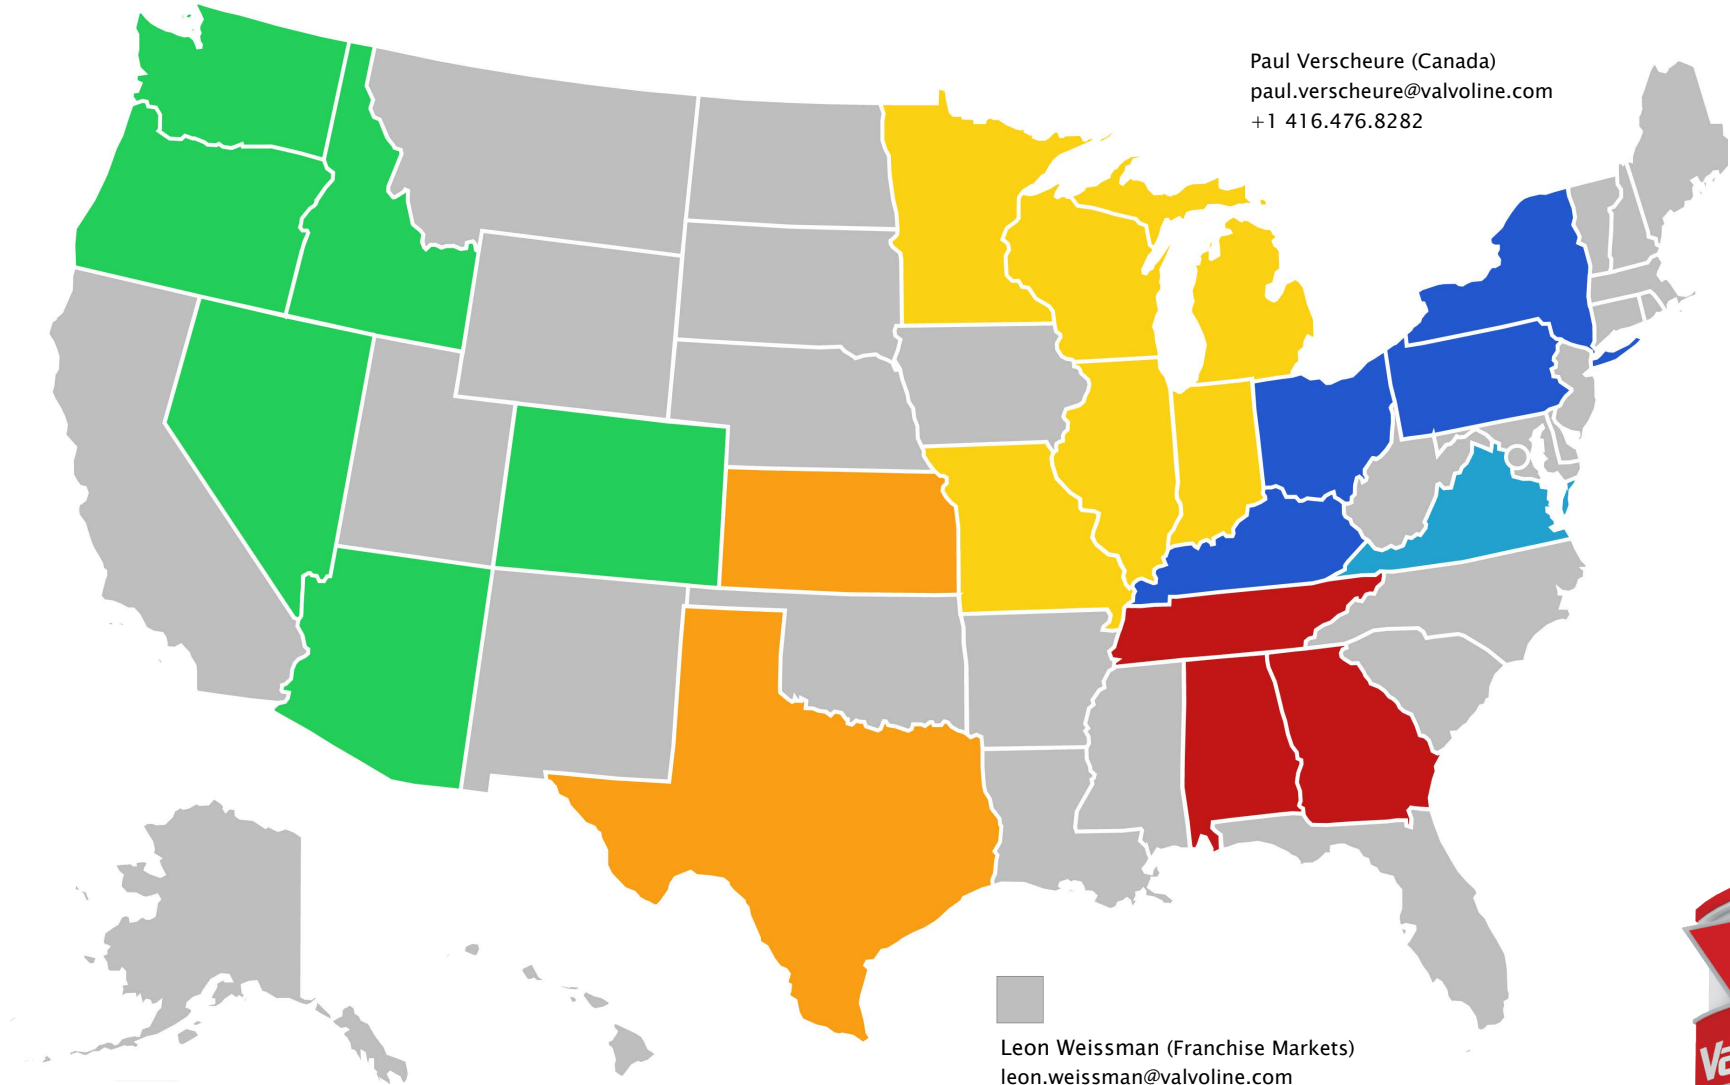 Paul Verscheure (Canada)
paul.verscheure@valvoline.com
+1 416.476.8282
Leon Weissman (Franchise Markets)
leon.weissman@valvoline.com